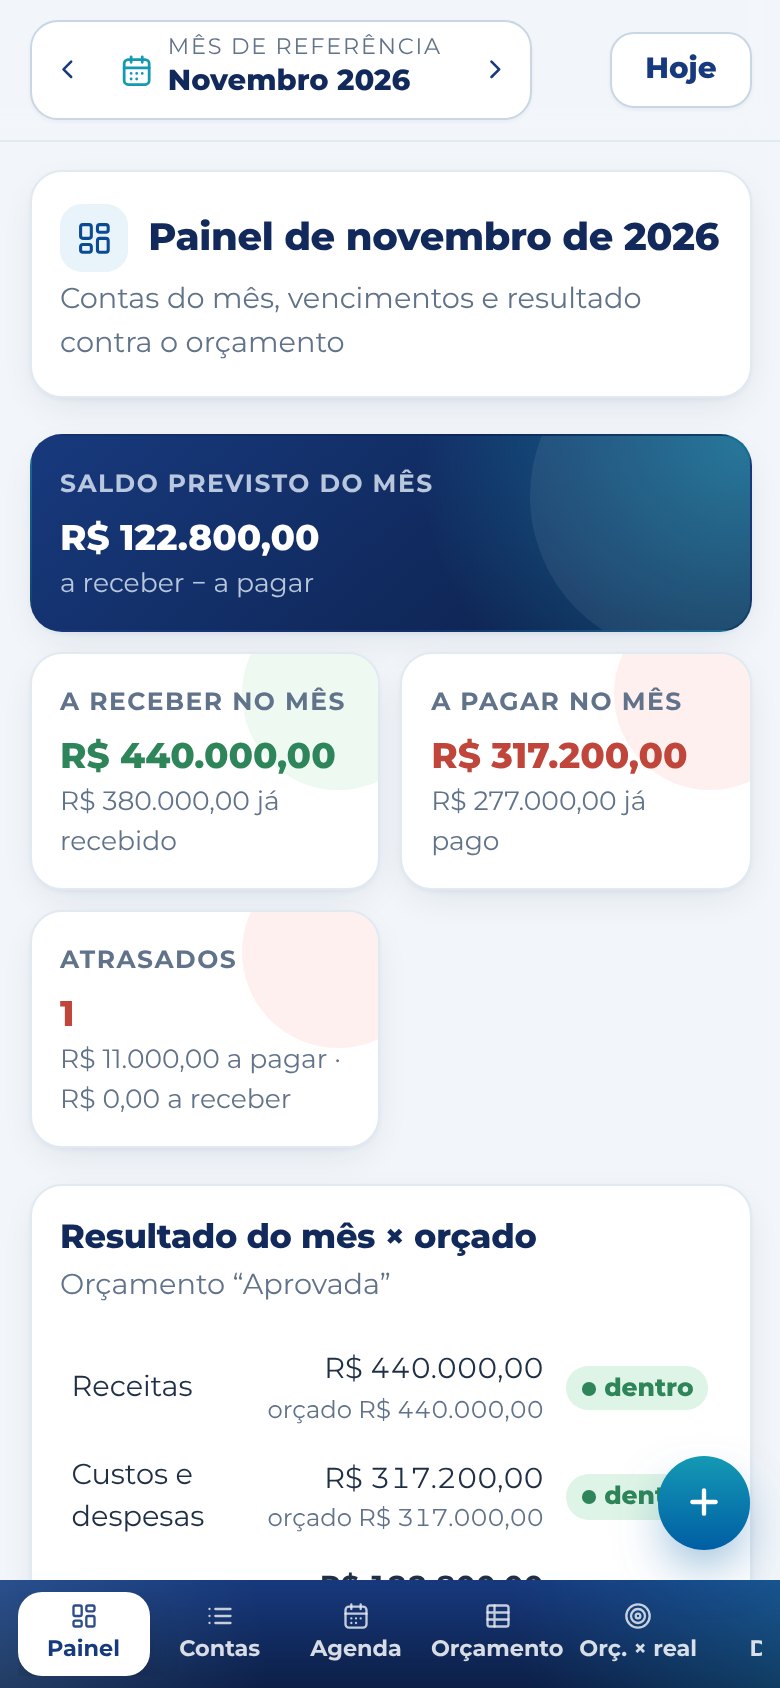 MÊS DE REFERÊNCIA
Novembro 2026
Hoje
Painel de novembro de 2026
Contas do mês, vencimentos e resultado
contra o orçamento
SALDO PREVISTO DO MÊS
R$ 122.800,00
a receber − a pagar
A RECEBER NO MÊS
R$ 440.000,00
R$ 380.000,00 já
recebido
A PAGAR NO MÊS
R$ 317.200,00
R$ 277.000,00 já
pago
ATRASADOS
1
R$ 11.000,00 a pagar ·
R$ 0,00 a receber
Resultado do mês × orçado
Orçamento “Aprovada”
Receitas
R$ 440.000,00
orçado R$ 440.000,00
dentro
Custos e
despesas
R$ 317.200,00
orçado R$ 317.000,00
Painel
Contas
Agenda
Orçamento
Orç. × real